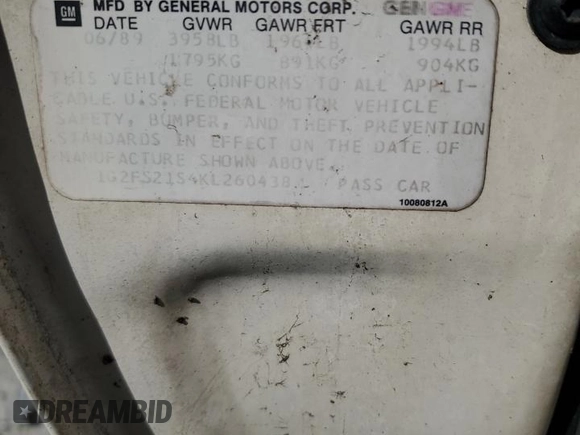 GM MFD BY GENERAL MOTORS CORP.
DATE GVWR GAWR FRT GAWR RR
06/89 3958LB 1964LB 1994LB
1795KG 891KG 904KG
THIS VEHICLE CONFORMS TO ALL APPLI-
CABLE U.S. FEDERAL MOTOR VEHICLE
SAFETY, BUMPER, AND THEFT PREVENTION
STANDARDS IN EFFECT ON THE DATE OF
MANUFACTURE SHOWN ABOVE.
PASS CAR
10080812A
DREAMBID